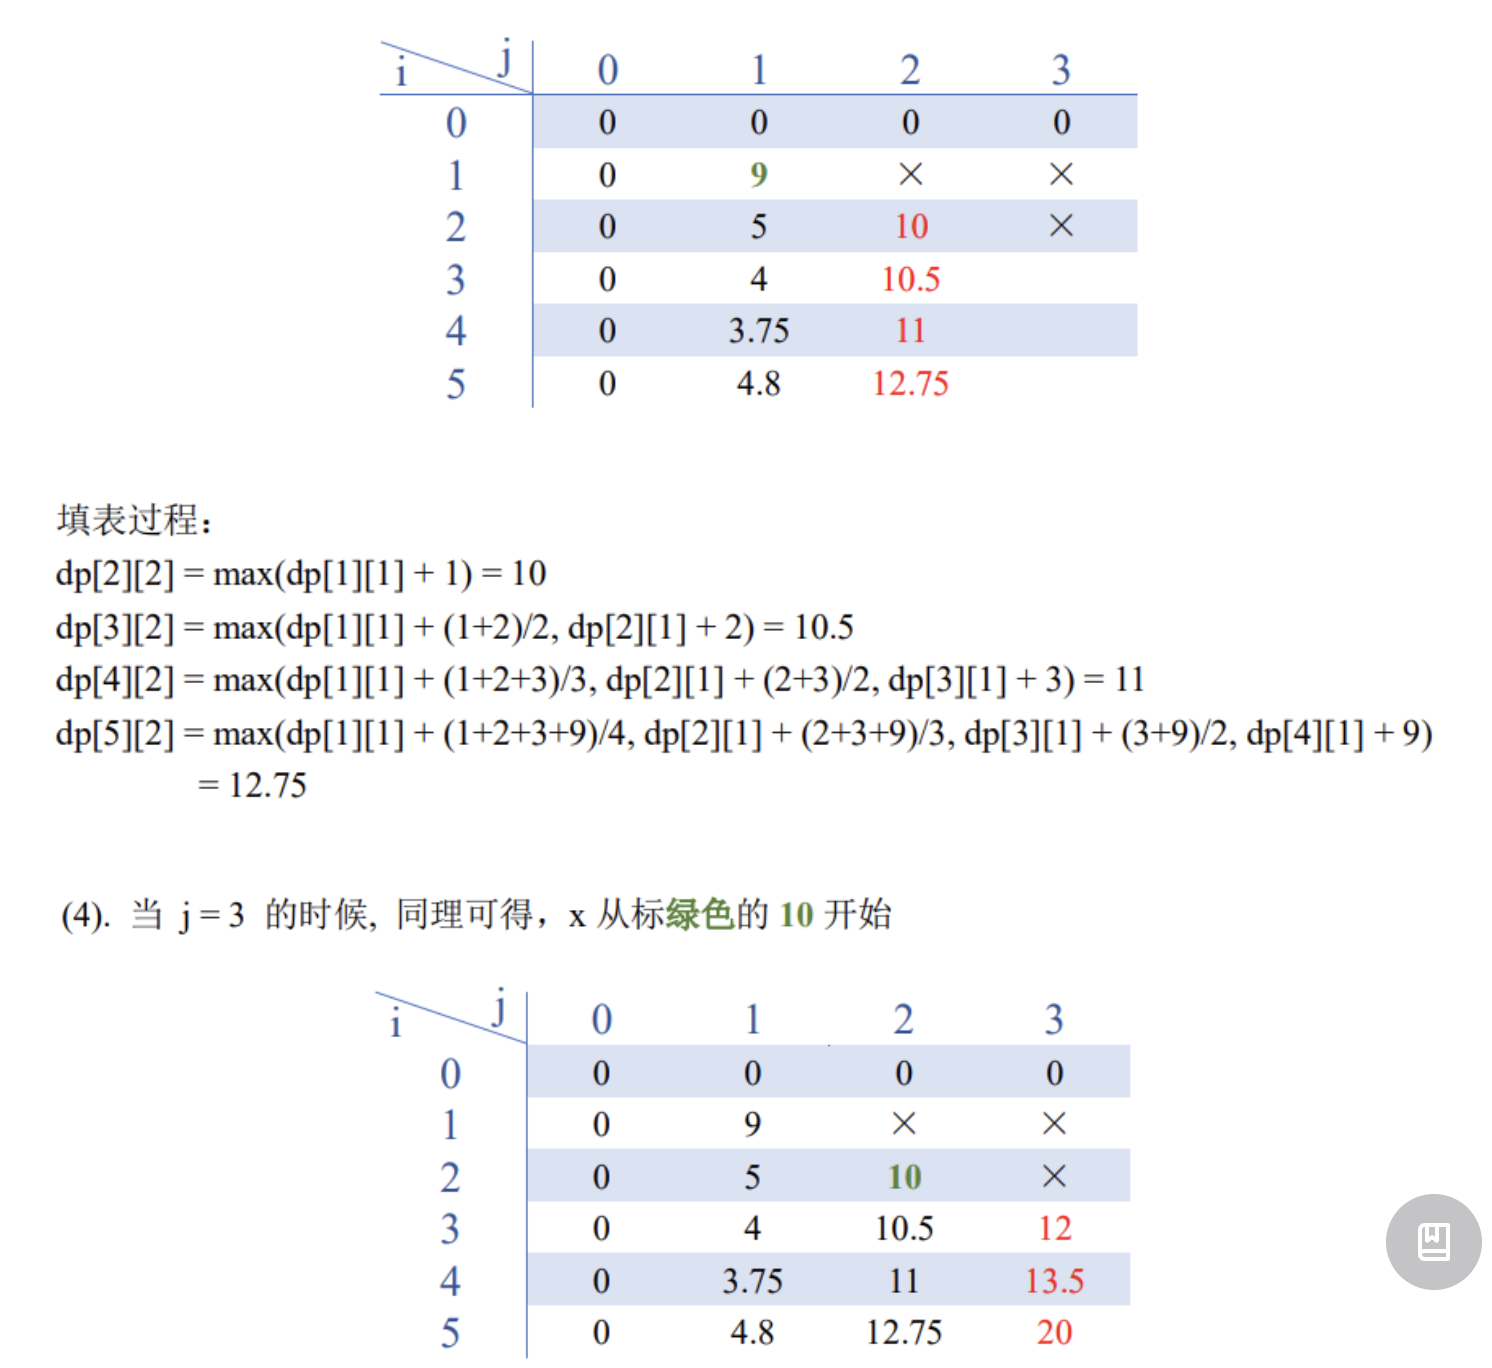 i j 0 1 2 3
0 0 0 0 0
1 0 9 × ×
2 0 5 10 ×
3 0 4 10.5
4 0 3.75 11
5 0 4.8 12.75
填表过程:
dp[2][2] = max(dp[1][1] + 1) = 10
dp[3][2] = max(dp[1][1] + (1+2)/2, dp[2][1] + 2) = 10.5
dp[4][2] = max(dp[1][1] + (1+2+3)/3, dp[2][1] + (2+3)/2, dp[3][1] + 3) = 11
dp[5][2] = max(dp[1][1] + (1+2+3+9)/4, dp[2][1] + (2+3+9)/3, dp[3][1] + (3+9)/2, dp[4][1] + 9)
= 12.75
(4). 当 j = 3 的时候, 同理可得，x 从标绿色的 10 开始
i j 0 1 2 3
0 0 0 0 0
1 0 9 × ×
2 0 5 10 ×
3 0 4 10.5 12
4 0 3.75 11 13.5
5 0 4.8 12.75 20